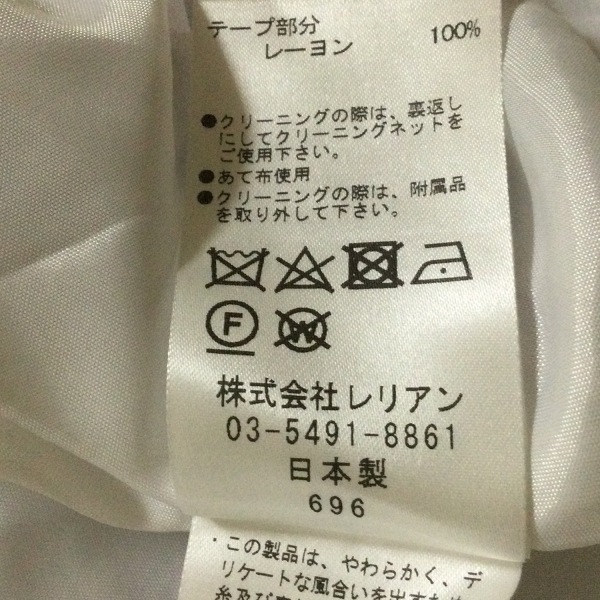 テープ部分
レーヨン 100%
●クリーニングの際は、裏返し
にしてクリーニングネットを
ご使用下さい。
●あて布使用
●クリーニングの際は、附属品
を取り外して下さい。
F W
株式会社レリアン
03-5491-8861
日本製
696
・この製品は、やわらかく、デ
リケートな風合いを出すため
糸及び